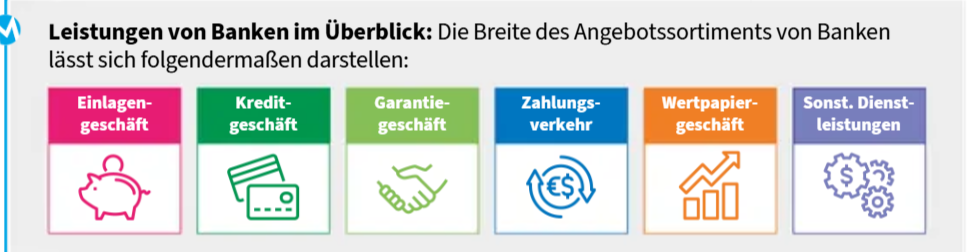 Leistungen von Banken im Überblick: Die Breite des Angebotssortiments von Banken
lässt sich folgendermaßen darstellen:
Einlagen-
geschäft
Kredit-
geschäft
Garantie-
geschäft
Zahlungs-
verkehr
Wertpapier-
geschäft
Sonst. Dienst-
leistungen
€$
$